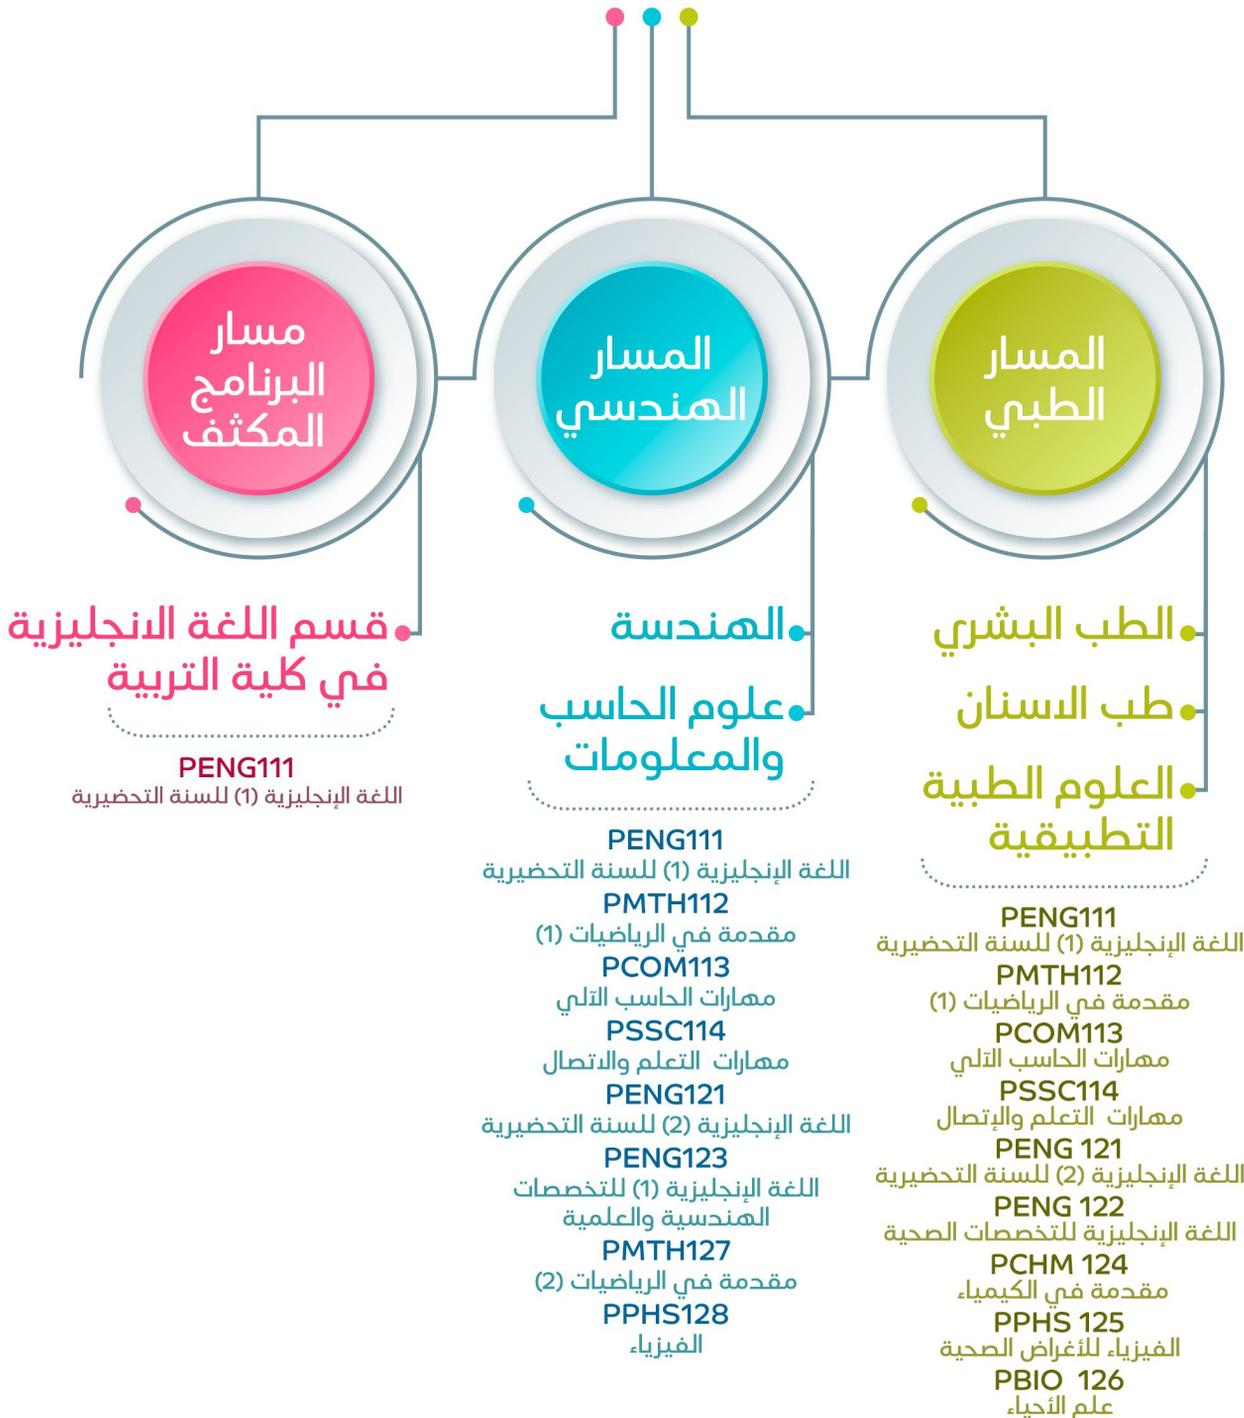 المسار
الطبي
الطب البشري
طب الاسنان
العلوم الطبية
التطبيقية
PENG111
اللغة الإنجليزية (1) للسنة التحضيرية
PMTH112
مقدمة في الرياضيات (1)
PCOM113
مهارات الحاسب الآلي
PSSC114
مهارات التعلم والإتصال
PENG 121
اللغة الإنجليزية (2) للسنة التحضيرية
PENG 122
اللغة الإنجليزية للتخصصات الصحية
PCHM 124
مقدمة في الكيمياء
PPHS 125
الفيزياء للأغراض الصحية
PBIO 126
علم الأحياء
المسار
الهندسي
الهندسة
علوم الحاسب
والمعلومات
PENG111
اللغة الإنجليزية (1) للسنة التحضيرية
PMTH112
مقدمة في الرياضيات (1)
PCOM113
مهارات الحاسب الآلي
PSSC114
مهارات التعلم والاتصال
PENG121
اللغة الإنجليزية (2) للسنة التحضيرية
PENG123
اللغة الإنجليزية (1) للتخصصات
الهندسية والعلمية
PMTH127
مقدمة في الرياضيات (2)
PPHS128
الفيزياء
مسار
البرنامج
المكثف
قسم اللغة الانجليزية
في كلية التربية
PENG111
اللغة الإنجليزية (1) للسنة التحضيرية